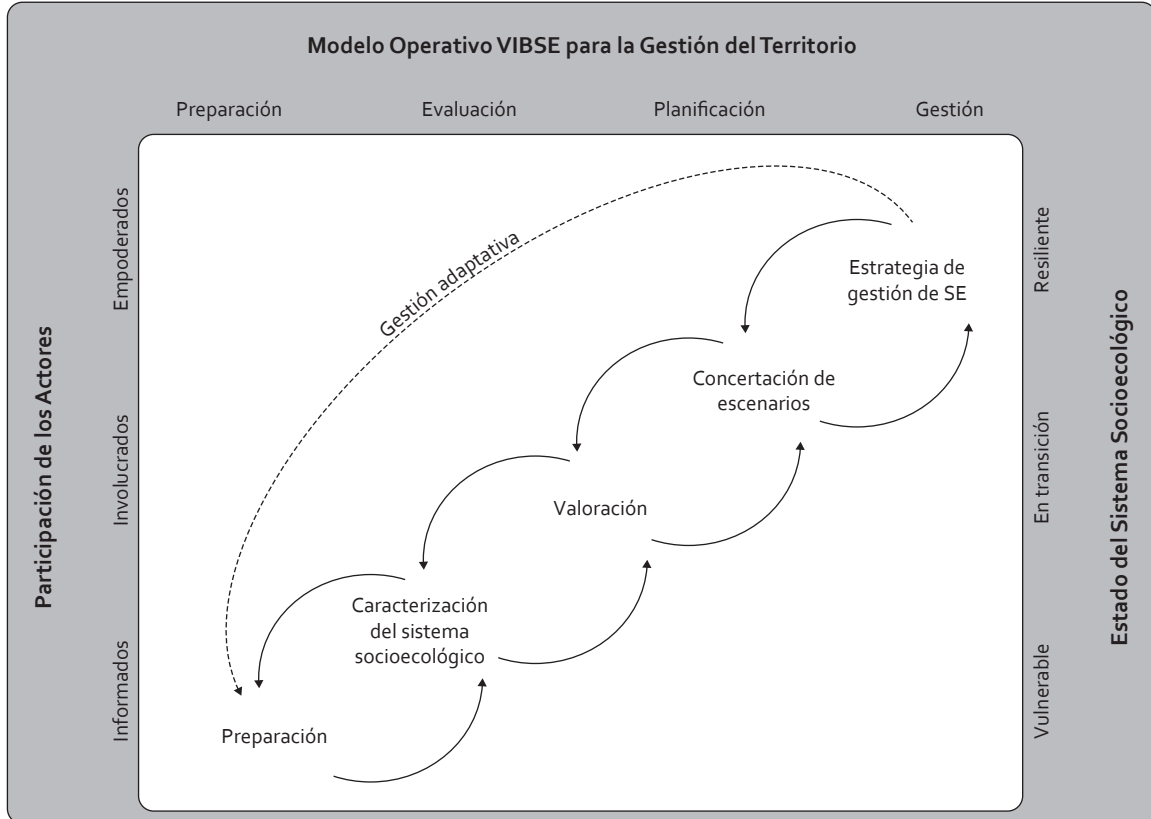 Modelo Operativo VIBSE para la Gestión del Territorio
Preparación
Evaluación
Planificación
Gestión
Participación de los Actores
Empoderados
Involucrados
Informados
Gestión adaptativa
Estrategia de
gestión de SE
Concertación de
escenarios
Valoración
Caracterización
del sistema
socioecológico
Preparación
Resiliente
En transición
Vulnerable
Estado del Sistema Socioecológico